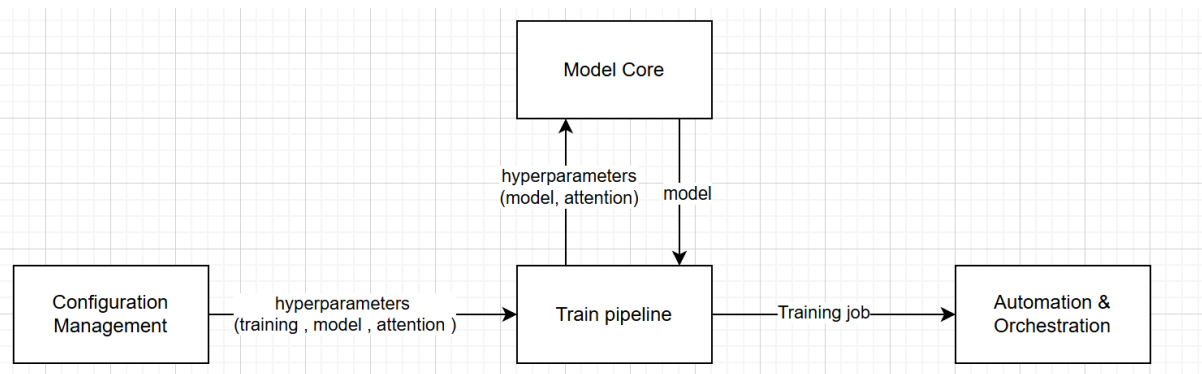 Model Core
hyperparameters
(model, attention)
model
Configuration
Management
hyperparameters
(training , model , attention )
Train pipeline
Training job
Automation &
Orchestration